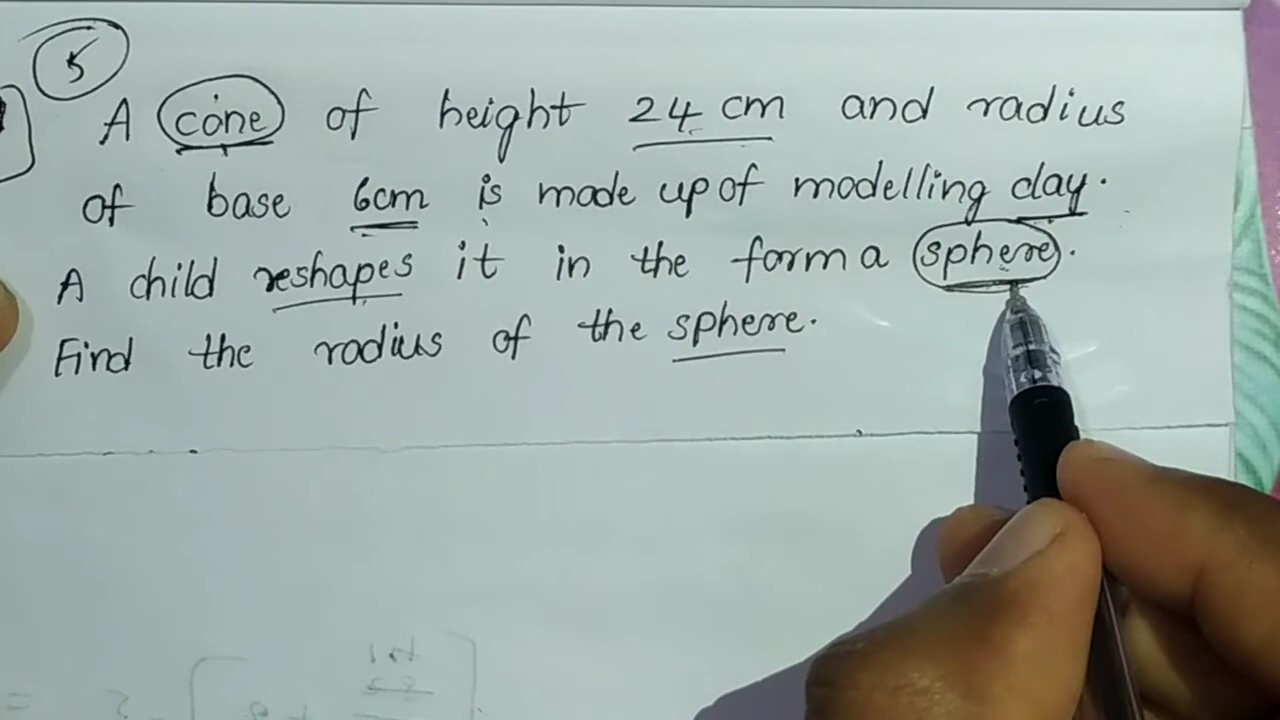 5
A cone of height 24 cm and radius
of base 6cm is made up of modelling clay.
A child reshapes it in the form a sphere.
Find the radius of the sphere.